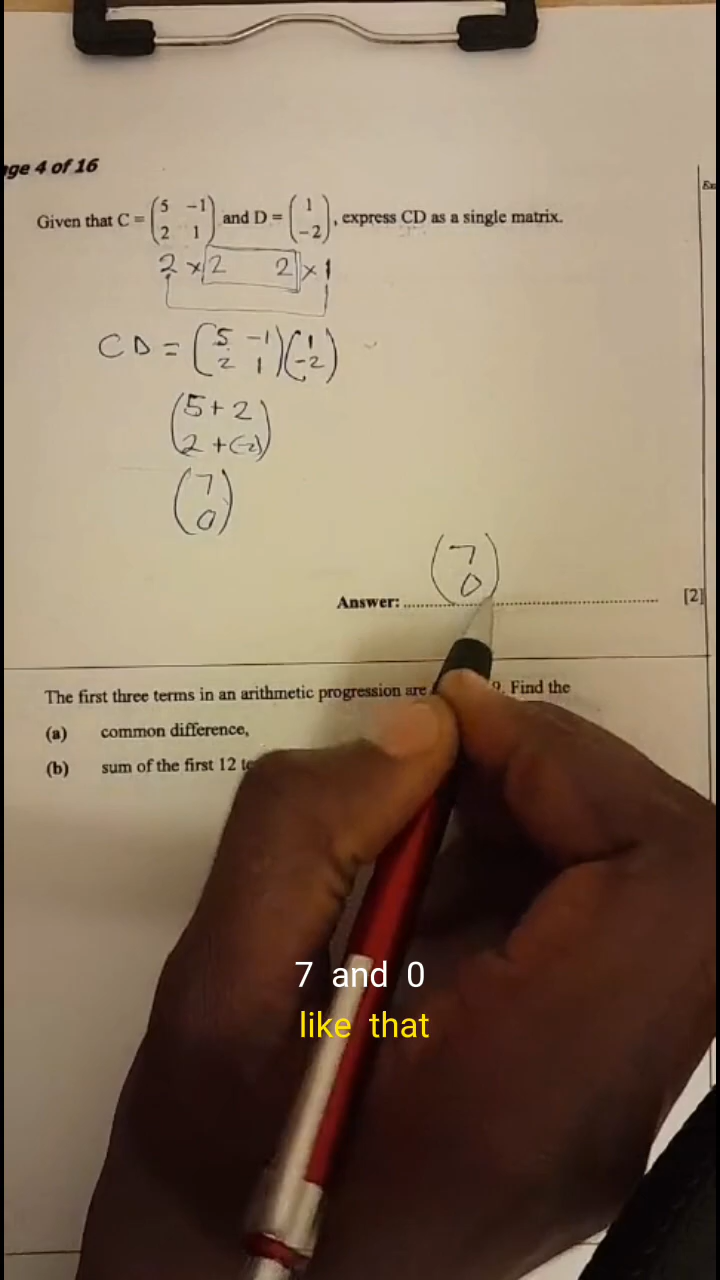 ge 4 of 16
Given that C = (5 -1
2 1) and D = (1
-2), express CD as a single matrix.
2 × 2 2 × 1
CD = (5 -1
2 1)(1
-2)
(5 + 2
2 + (-2))
(7
0)
(7
0)
Answer: [2]
The first three terms in an arithmetic progression are 9. Find the
(a) common difference,
(b) sum of the first 12
7 and 0
like that